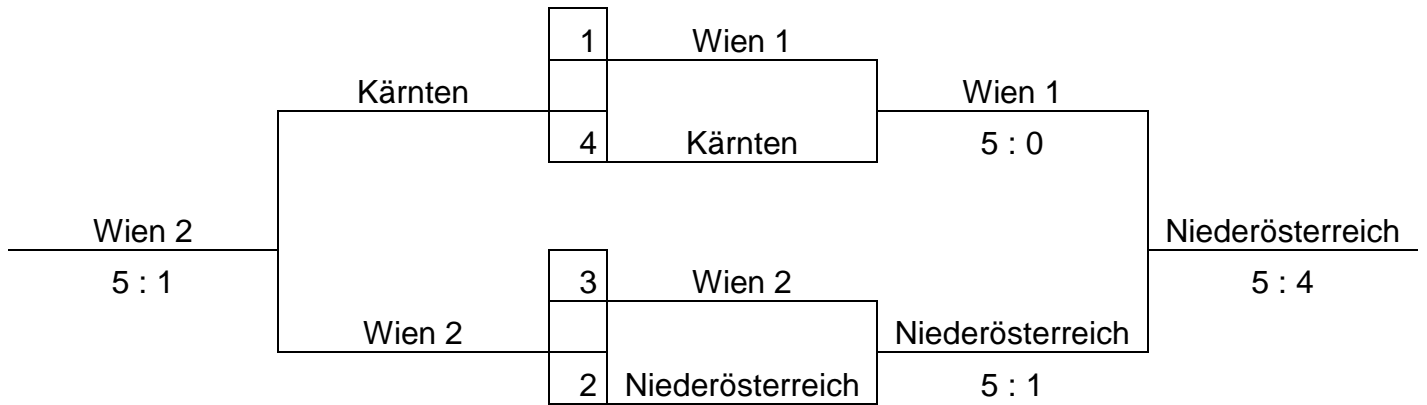 1 Wien 1
Kärnten Wien 1
4 Kärnten 5 : 0
Wien 2 Niederösterreich
5 : 1 3 Wien 2 5 : 4
Wien 2 Niederösterreich
2 Niederösterreich 5 : 1